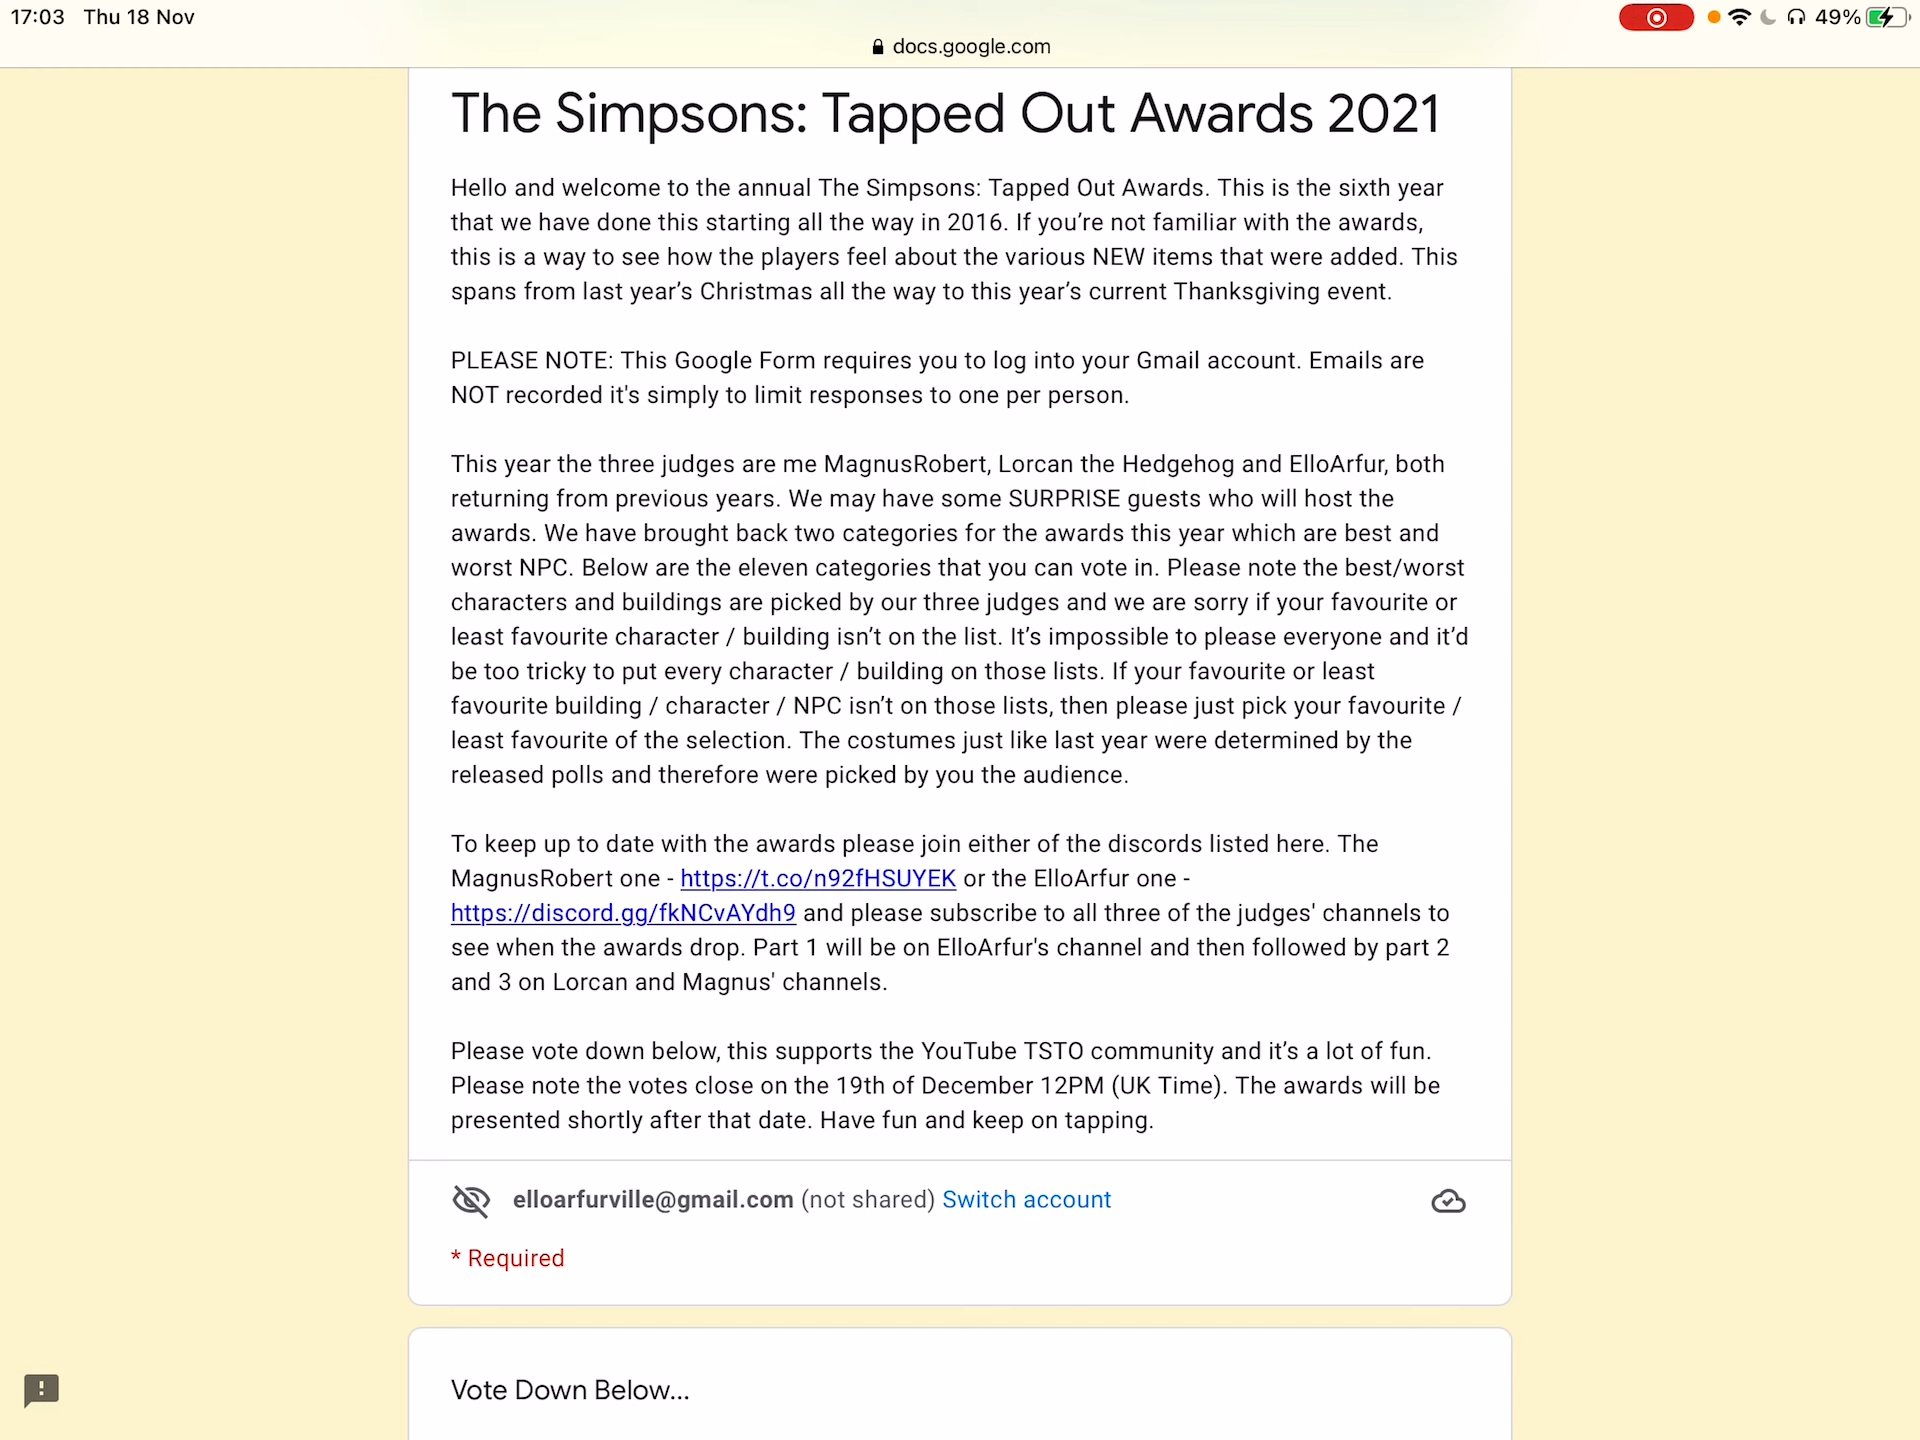 17:03 Thu 18 Nov
49%
docs.google.com
The Simpsons: Tapped Out Awards 2021
Hello and welcome to the annual The Simpsons: Tapped Out Awards. This is the sixth year
that we have done this starting all the way in 2016. If you’re not familiar with the awards,
this is a way to see how the players feel about the various NEW items that were added. This
spans from last year’s Christmas all the way to this year’s current Thanksgiving event.
PLEASE NOTE: This Google Form requires you to log into your Gmail account. Emails are
NOT recorded it's simply to limit responses to one per person.
This year the three judges are me MagnusRobert, Lorcan the Hedgehog and ElloArfur, both
returning from previous years. We may have some SURPRISE guests who will host the
awards. We have brought back two categories for the awards this year which are best and
worst NPC. Below are the eleven categories that you can vote in. Please note the best/worst
characters and buildings are picked by our three judges and we are sorry if your favourite or
least favourite character / building isn’t on the list. It’s impossible to please everyone and it’d
be too tricky to put every character / building on those lists. If your favourite or least
favourite building / character / NPC isn’t on those lists, then please just pick your favourite /
least favourite of the selection. The costumes just like last year were determined by the
released polls and therefore were picked by you the audience.
To keep up to date with the awards please join either of the discords listed here. The
MagnusRobert one - https://t.co/n92fHSUYEK or the ElloArfur one -
https://discord.gg/fkNCvAYdh9 and please subscribe to all three of the judges' channels to
see when the awards drop. Part 1 will be on ElloArfur's channel and then followed by part 2
and 3 on Lorcan and Magnus' channels.
Please vote down below, this supports the YouTube TSTO community and it’s a lot of fun.
Please note the votes close on the 19th of December 12PM (UK Time). The awards will be
presented shortly after that date. Have fun and keep on tapping.
elloarfurville@gmail.com (not shared) Switch account
* Required
Vote Down Below...